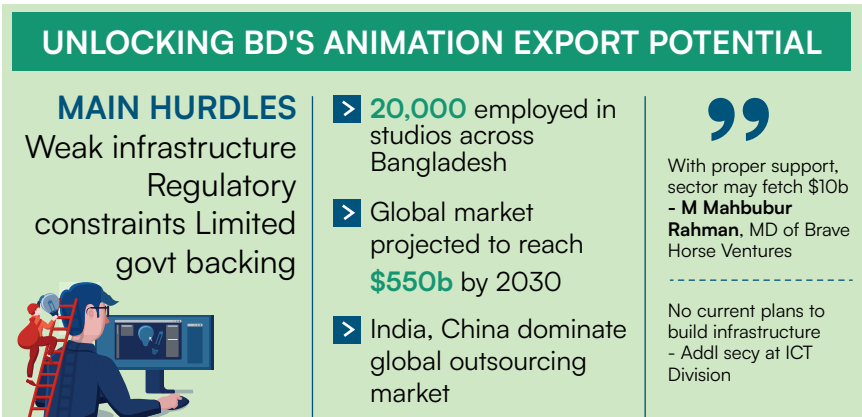 UNLOCKING BD'S ANIMATION EXPORT POTENTIAL
MAIN HURDLES
Weak infrastructure
Regulatory
constraints Limited
govt backing
20,000 employed in
studios across
Bangladesh
Global market
projected to reach
$550b by 2030
India, China dominate
global outsourcing
market
With proper support,
sector may fetch $10b
- M Mahbubur
Rahman, MD of Brave
Horse Ventures
No current plans to
build infrastructure
- Addl secy at ICT
Division